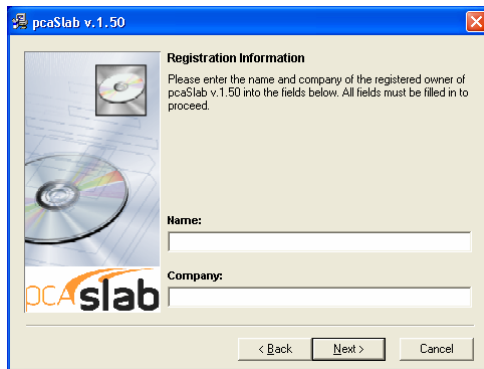 pcaSlab v.1.50
Registration Information
Please enter the name and company of the registered owner of
pcaSlab v.1.50 into the fields below. All fields must be filled in to
proceed.
Name:
Company:
pcaslab
< Back
Next >
Cancel